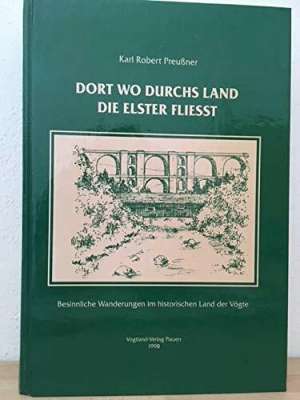 Karl Robert Preußner
DORT WO DURCHS LAND
DIE ELSTER FLIESST
Besinnliche Wanderungen im historischen Land der Vögte
Vogtland-Verlag Plauen
1998